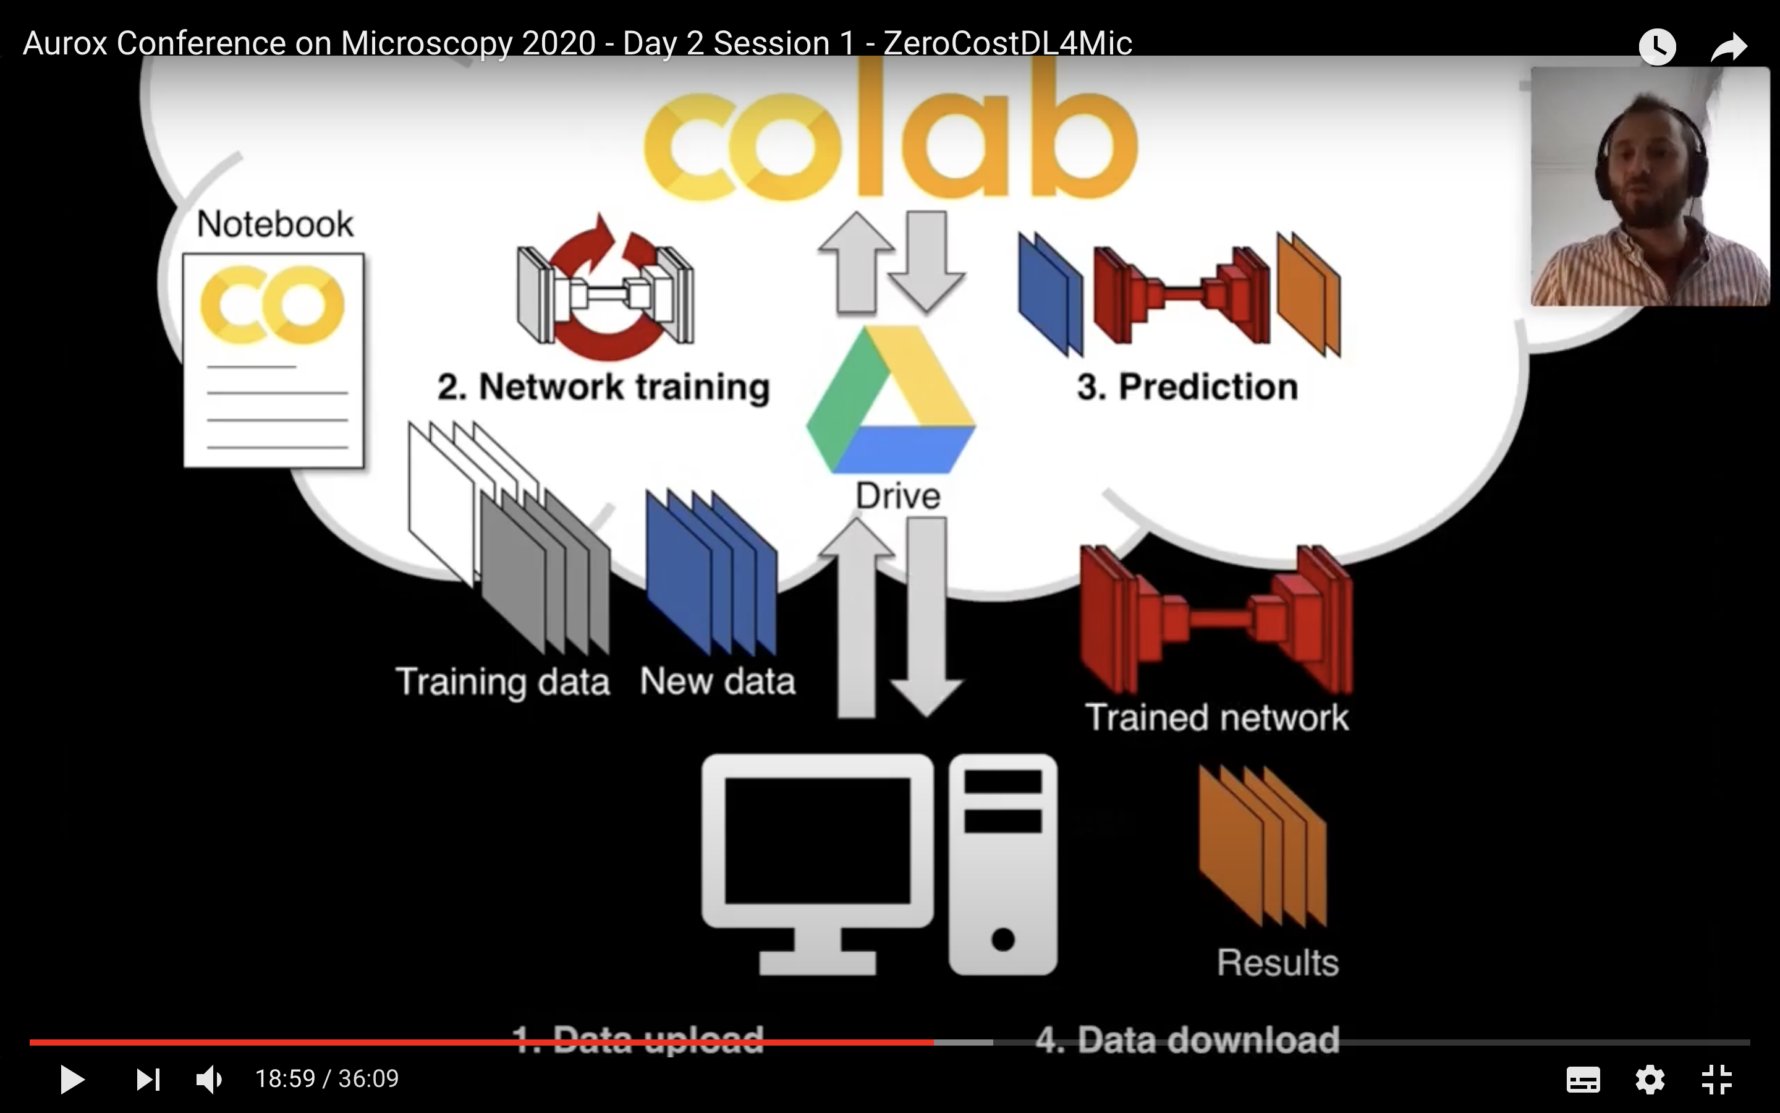 Aurox Conference on Microscopy 2020 - Day 2 Session 1 - ZeroCostDL4Mic
colab
Notebook
CO
2. Network training
3. Prediction
Drive
Training data
New data
Trained network
Results
1. Data upload
4. Data download
18:59 / 36:09